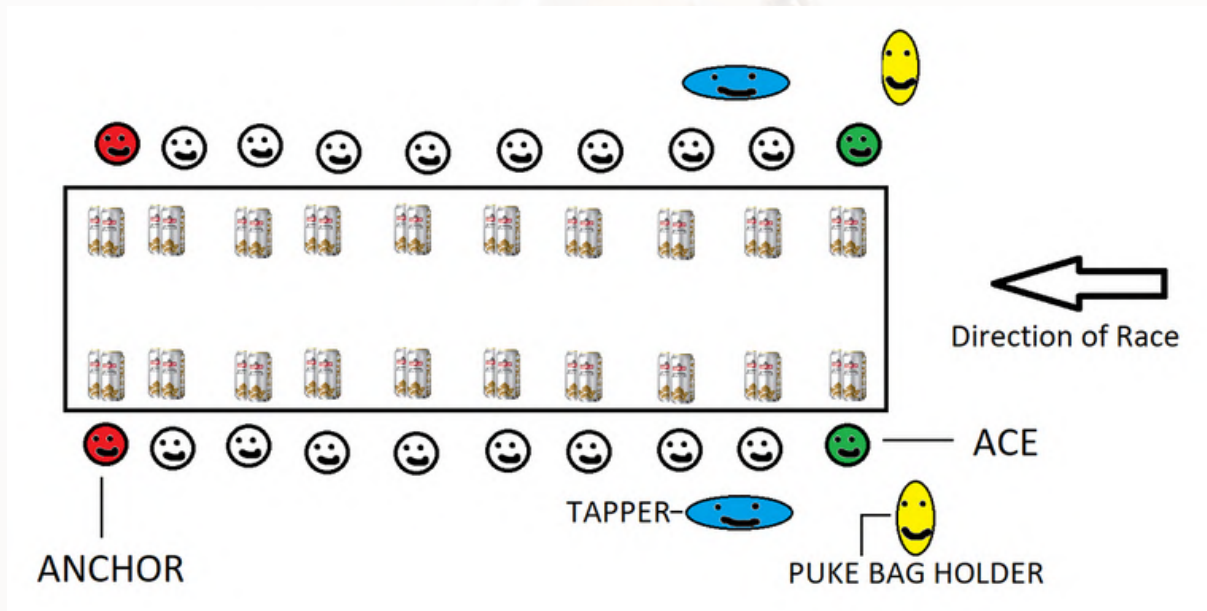 Direction of Race
ACE
TAPPER
ANCHOR
PUKE BAG HOLDER